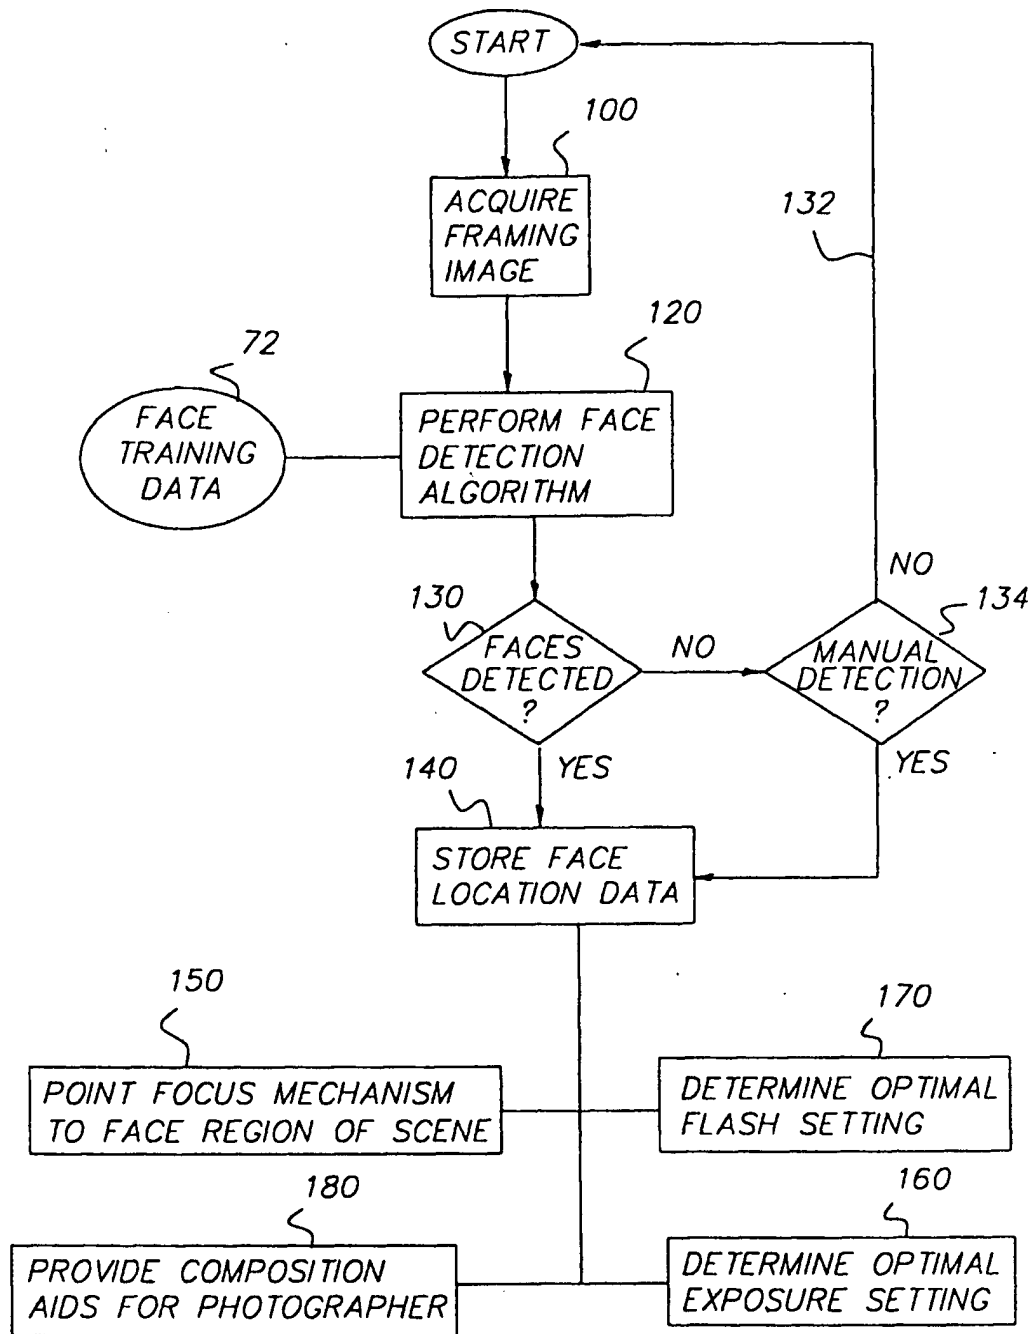 START
100
ACQUIRE
FRAMING
IMAGE
132
120
72
FACE
TRAINING
DATA
PERFORM FACE
DETECTION
ALGORITHM
NO
130
134
FACES
DETECTED
?
NO
MANUAL
DETECTION
?
YES
YES
140
STORE FACE
LOCATION DATA
150
170
POINT FOCUS MECHANISM
TO FACE REGION OF SCENE
DETERMINE OPTIMAL
FLASH SETTING
180
160
PROVIDE COMPOSITION
AIDS FOR PHOTOGRAPHER
DETERMINE OPTIMAL
EXPOSURE SETTING